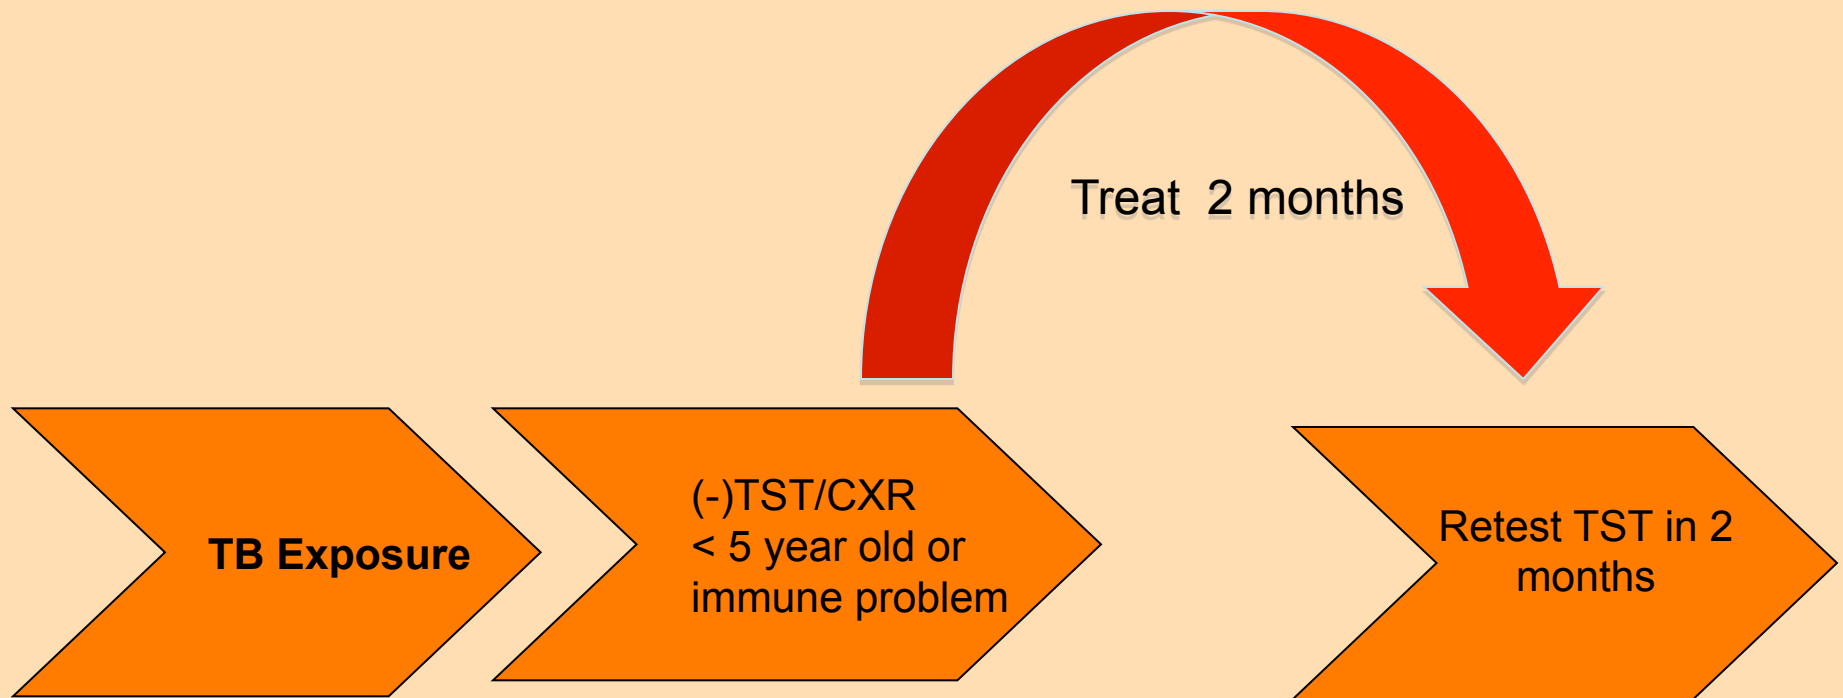 Treat  2 months
TB Exposure
(-)TST/CXR
< 5 year old or
immune problem
Retest TST in 2
months